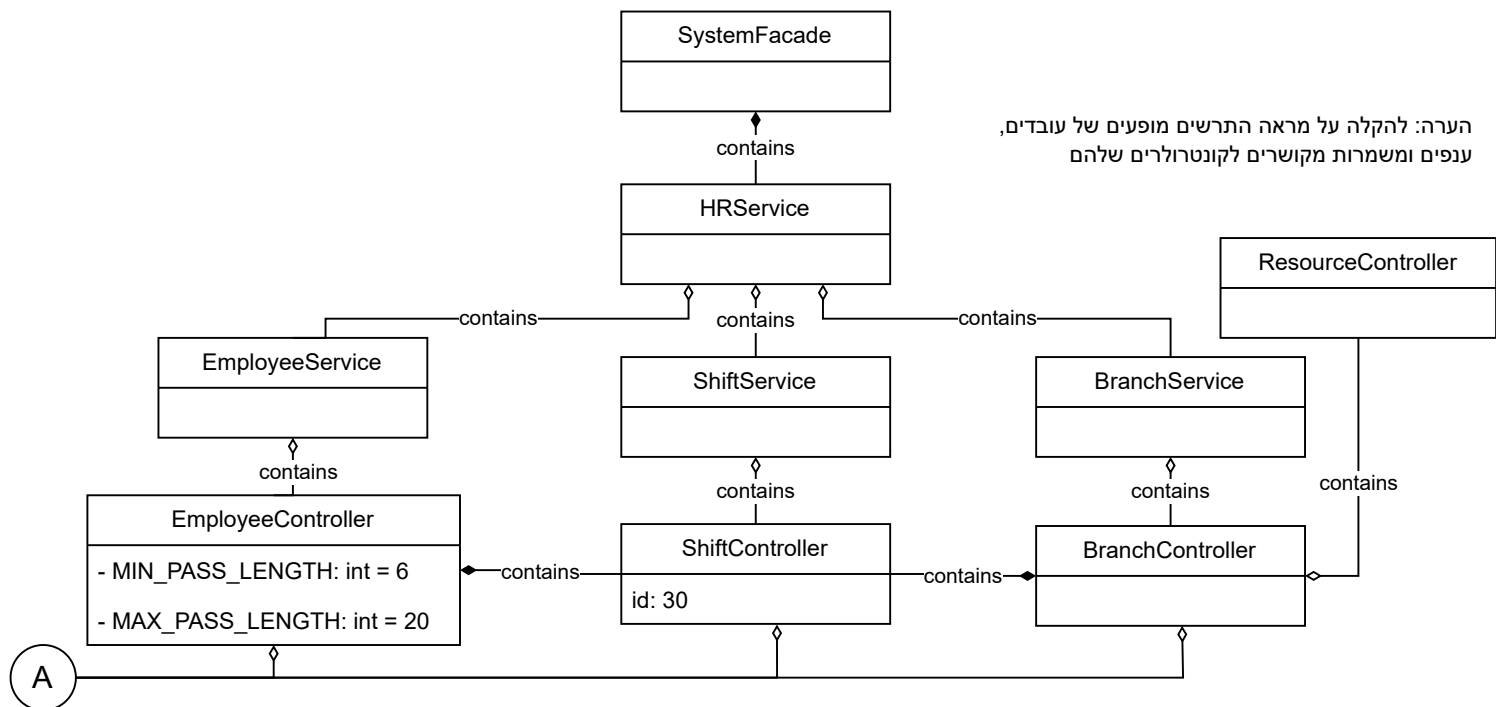 SystemFacade
הערה: להקלה על מראה התרשים מופעים של עובדים,
ענפים ומשמרות מקושרים לקונטרולרים שלהם
contains
HRService
ResourceController
contains
contains
contains
EmployeeService
ShiftService
BranchService
contains
contains
contains
contains
EmployeeController
- MIN_PASS_LENGTH: int = 6
- MAX_PASS_LENGTH: int = 20
contains
ShiftController
id: 30
contains
BranchController
A